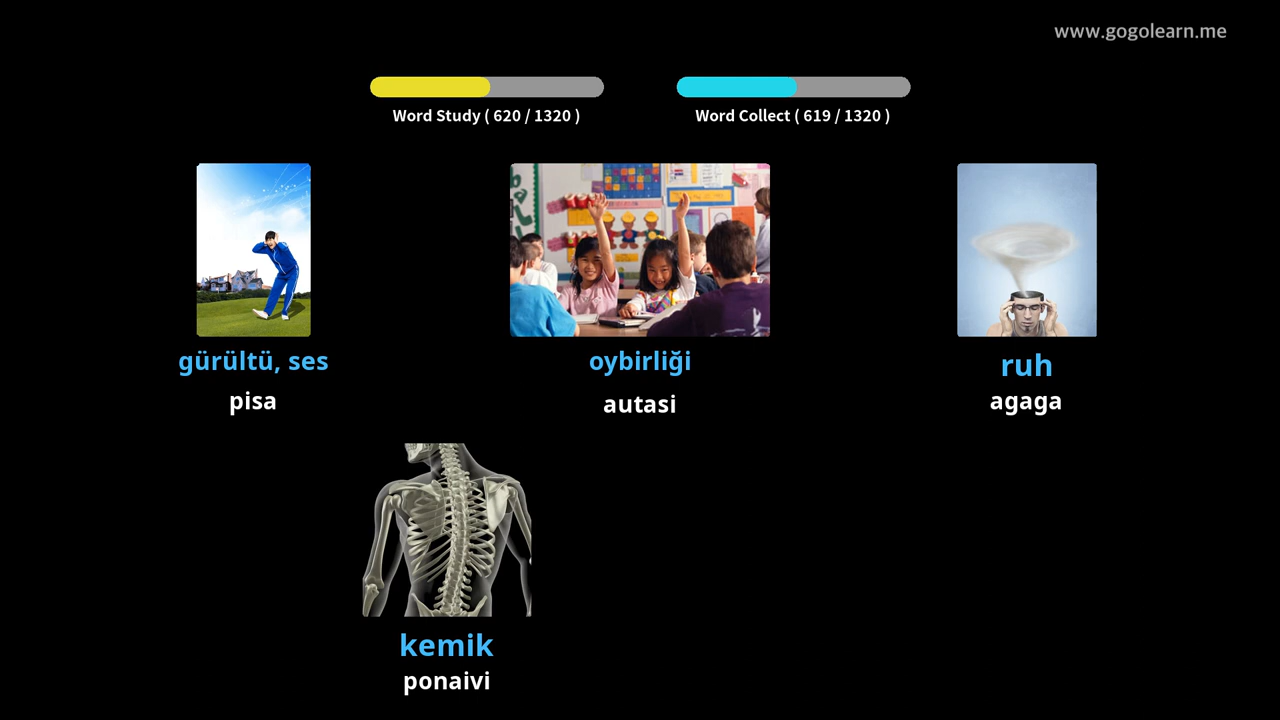 www.gogolearn.me
Word Study ( 620 / 1320 )
Word Collect ( 619 / 1320 )
gürültü, ses
pisa
oybirliği
autasi
ruh
agaga
kemik
ponaivi